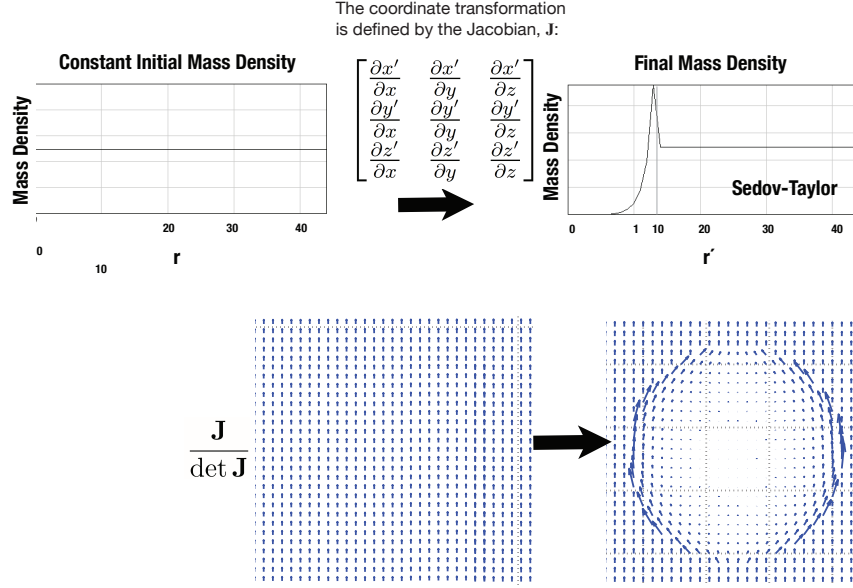 The coordinate transformation
is defined by the Jacobian, J:
Constant Initial Mass Density
Mass Density
20 30 40
0
10
r
∂x′/∂x ∂x′/∂y ∂x′/∂z
∂y′/∂x ∂y′/∂y ∂y′/∂z
∂z′/∂x ∂z′/∂y ∂z′/∂z
Final Mass Density
Mass Density
Sedov-Taylor
0 1 10 20 30 40
r´
J
det J